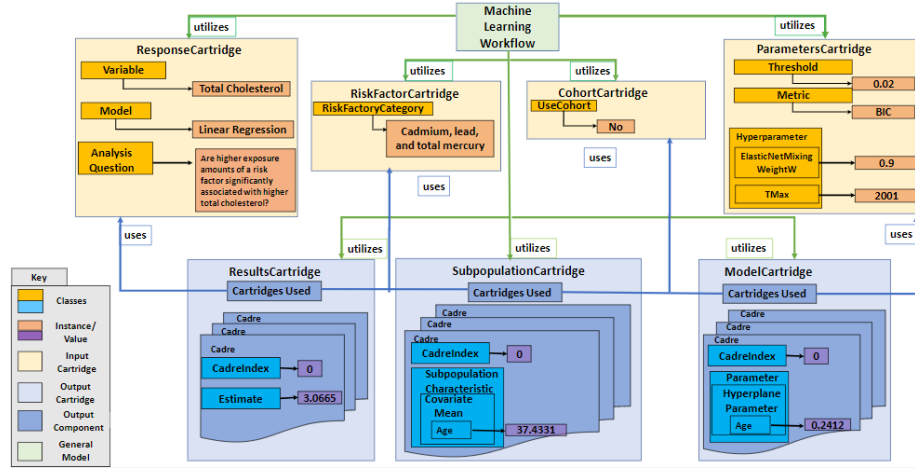 Machine
Learning
Workflow
utilizes
utilizes
utilizes
utilizes
ResponseCartridge
Variable
Total Cholesterol
Model
Linear Regression
Analysis
Question
Are higher exposure
amounts of a risk
factor significantly
associated with higher
total cholesterol?
RiskFactorCartridge
RiskFactoryCategory
Cadmium, lead,
and total mercury
CohortCartridge
UseCohort
No
ParametersCartridge
Threshold
0.02
Metric
BIC
Hyperparameter
ElasticNetMixing
WeightW
0.9
TMax
2001
uses
uses
uses
uses
utilizes
utilizes
utilizes
Key
Classes
Instance/
Value
Input
Cartridge
Output
Cartridge
Output
Component
General
Model
ResultsCartridge
Cartridges Used
Cadre
Cadre
Cadre
CadreIndex
0
Estimate
3.0665
SubpopulationCartridge
Cartridges Used
Cadre
Cadre
Cadre
CadreIndex
0
Subpopulation
Characteristic
Covariate
Mean
Age
37.4331
ModelCartridge
Cartridges Used
Cadre
Cadre
Cadre
CadreIndex
0
Parameter
Hyperplane
Parameter
Age
0.2412